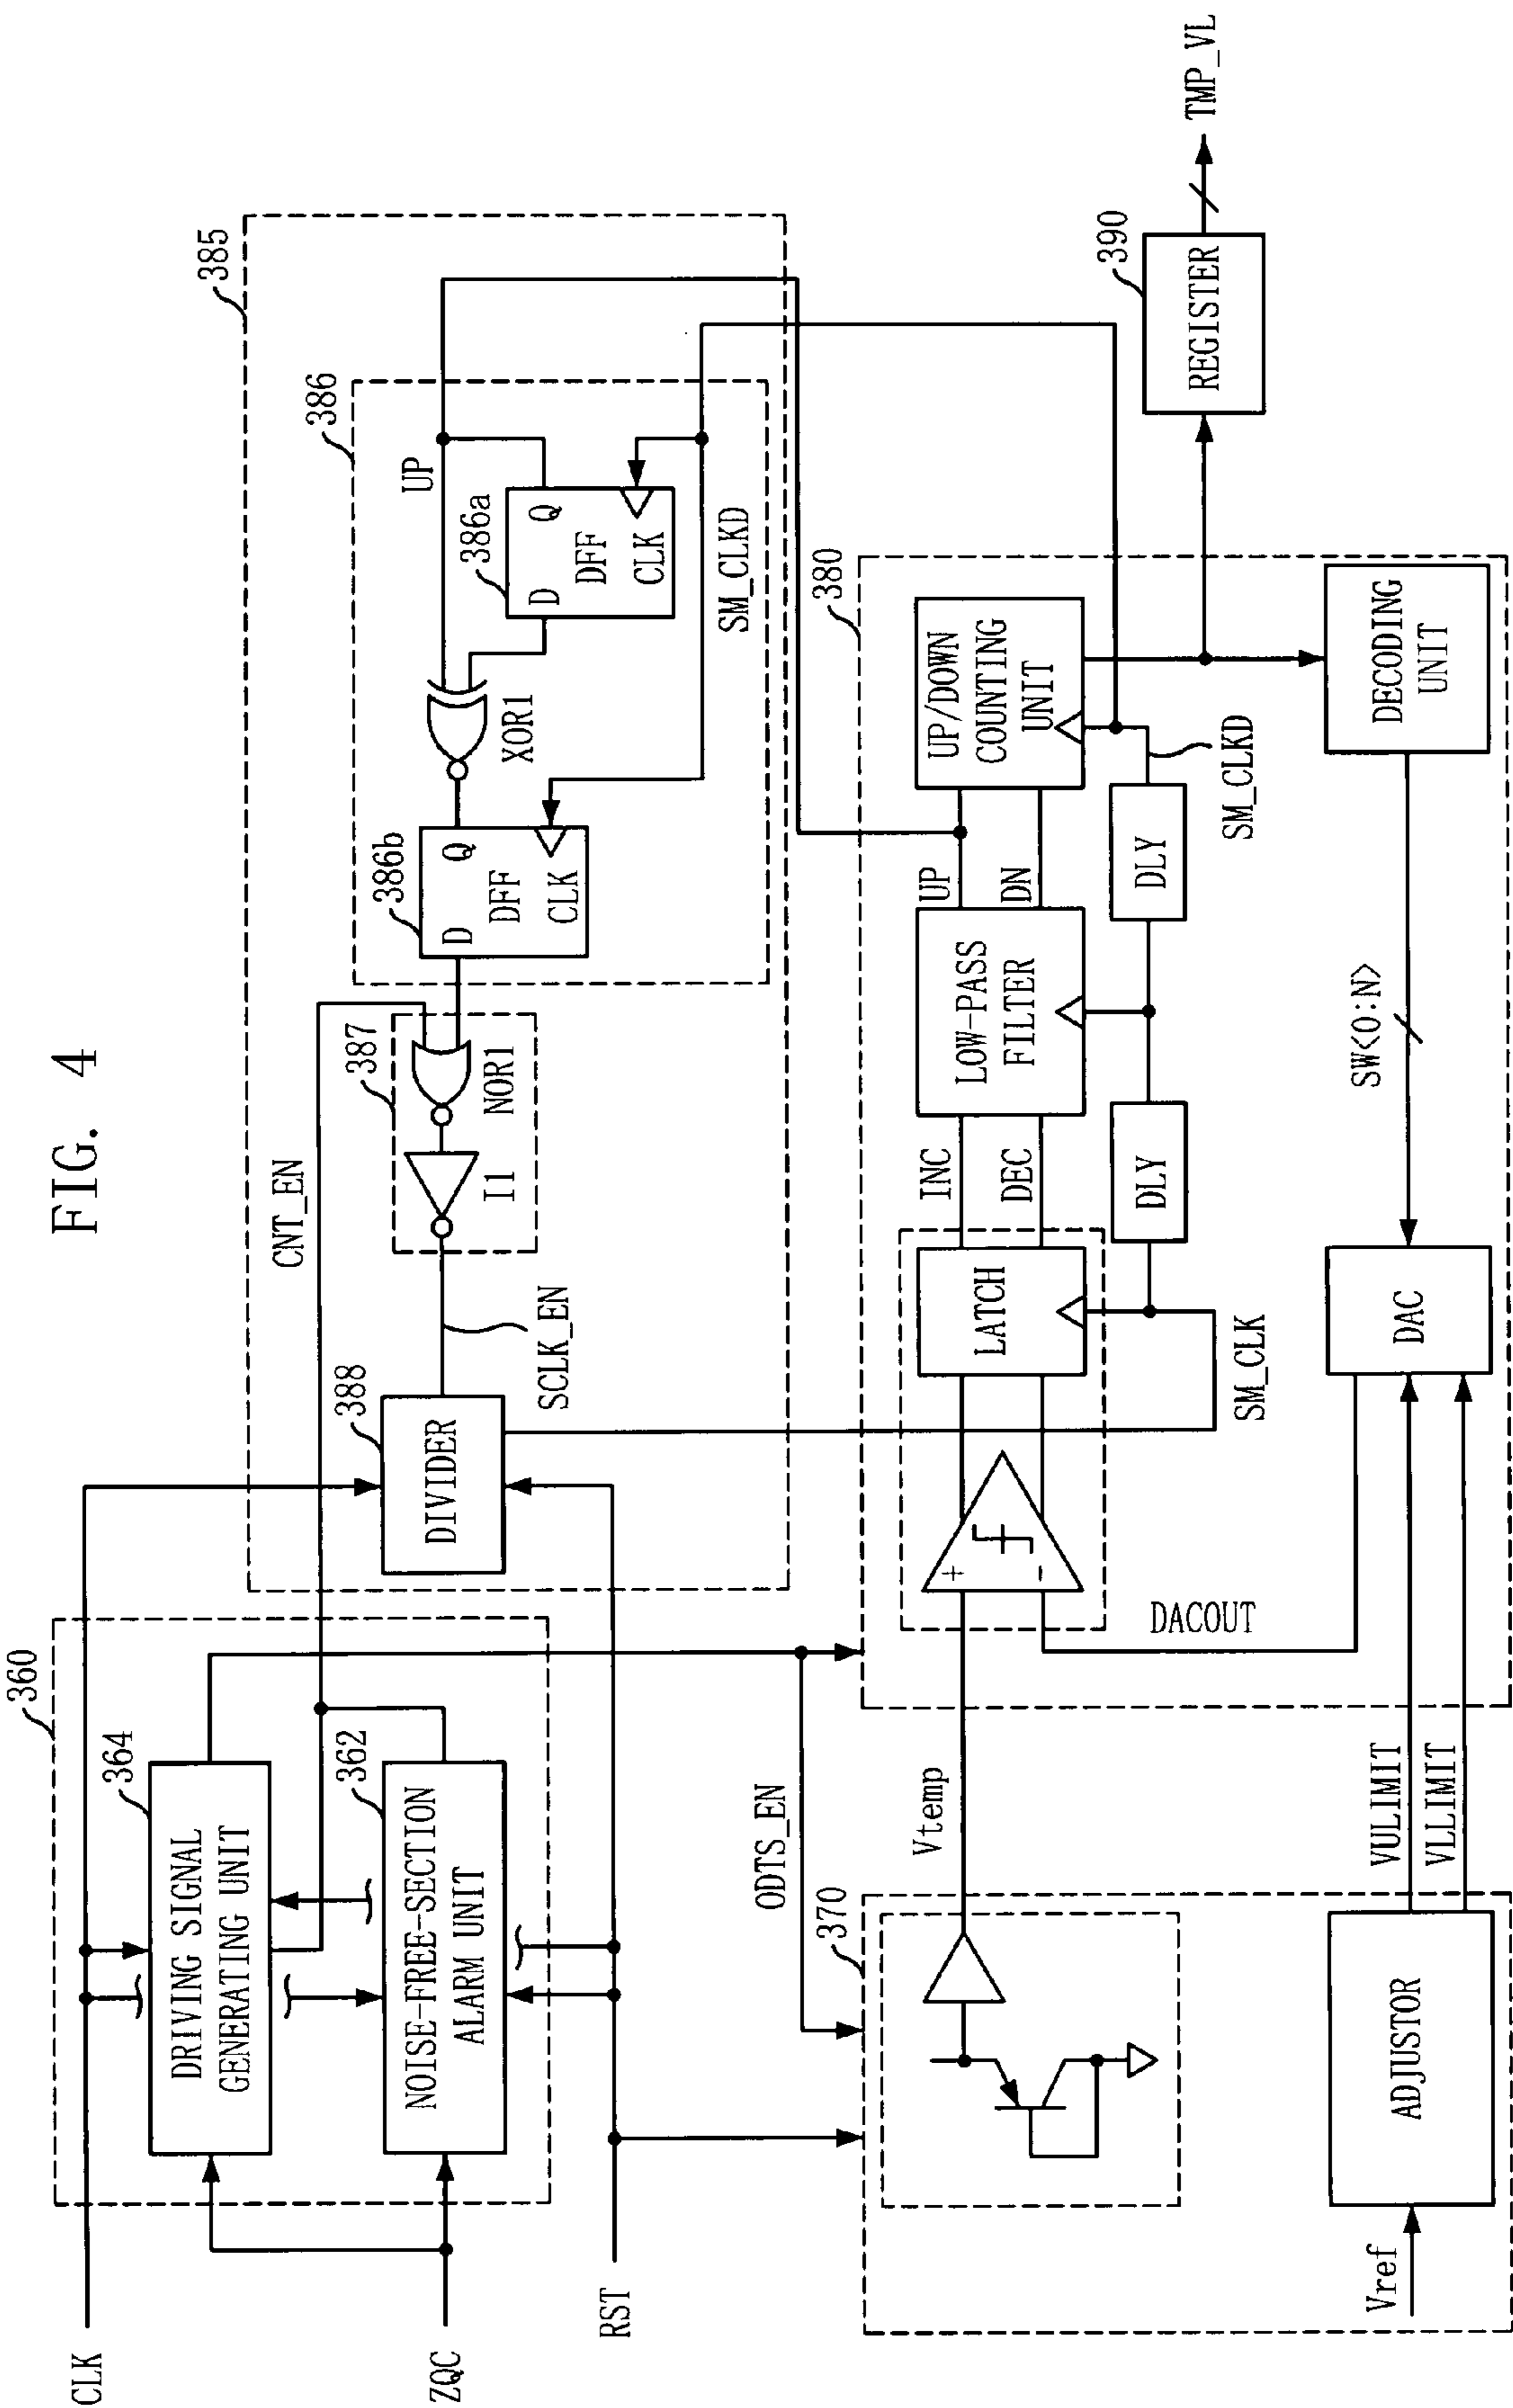 FIG. 4
CLK
ZQC
RST
360
364
DRIVING SIGNAL
GENERATING UNIT
362
NOISE-FREE-SECTION
ALARM UNIT
CNT_EN
ODTS_EN
385
388
DIVIDER
SCLK_EN
387
I1
NOR1
386
386b
D
Q
DFF
CLK
XOR1
UP
386a
D
Q
DFF
CLK
SM_CLKD
370
Vtemp
Vref
ADJUSTOR
VULIMIT
VLLIMIT
380
+
-
DACOUT
LATCH
SM_CLK
INC
DEC
DLY
LOW-PASS
FILTER
UP
DN
DLY
SM_CLKD
UP/DOWN
COUNTING
UNIT
DAC
SW<0:N>
DECODING
UNIT
390
REGISTER
TMP_VL